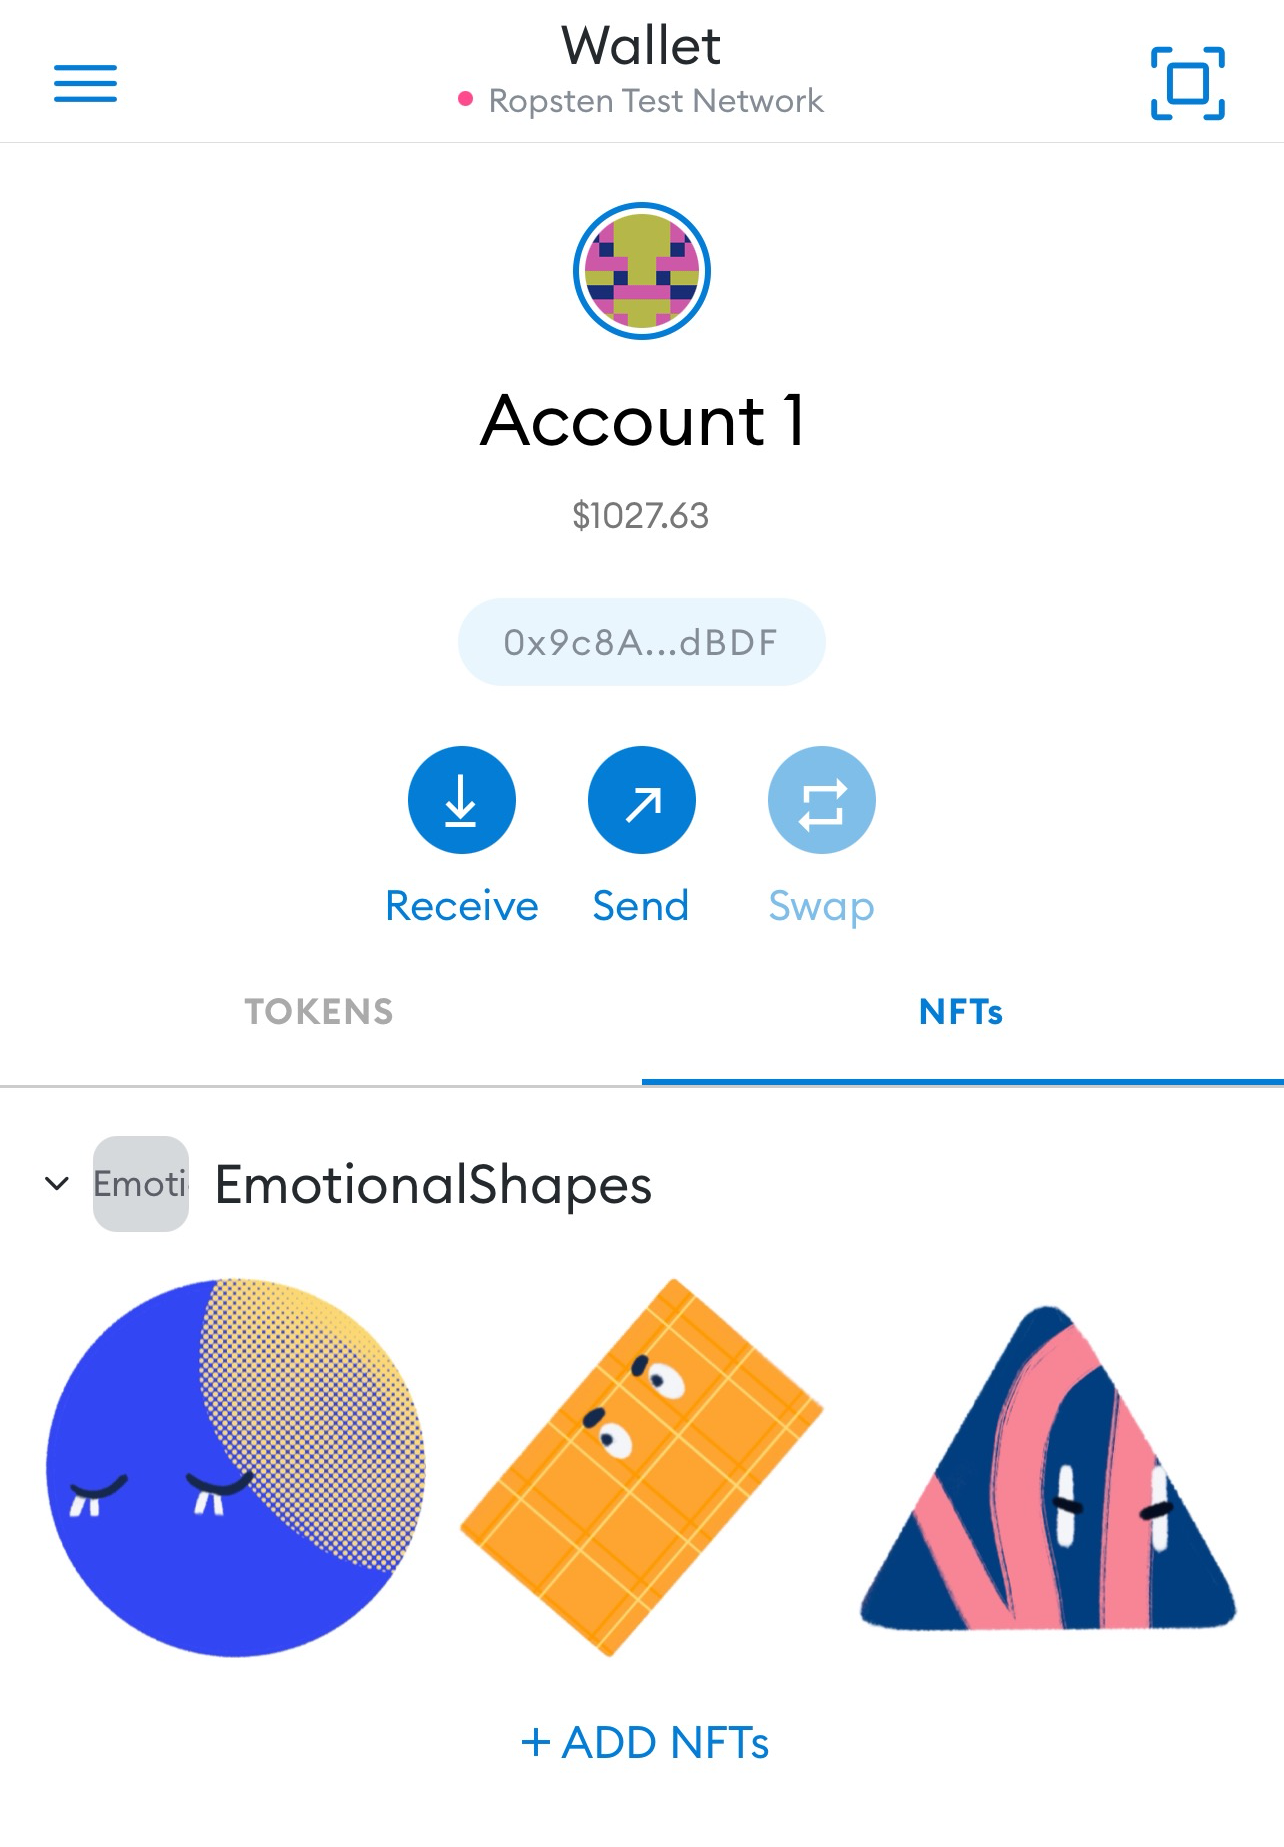 Wallet
Ropsten Test Network
Account 1
$1027.63
0x9c8A...dBDF
Receive Send Swap
TOKENS NFTs
Emoti EmotionalShapes
+ ADD NFTs